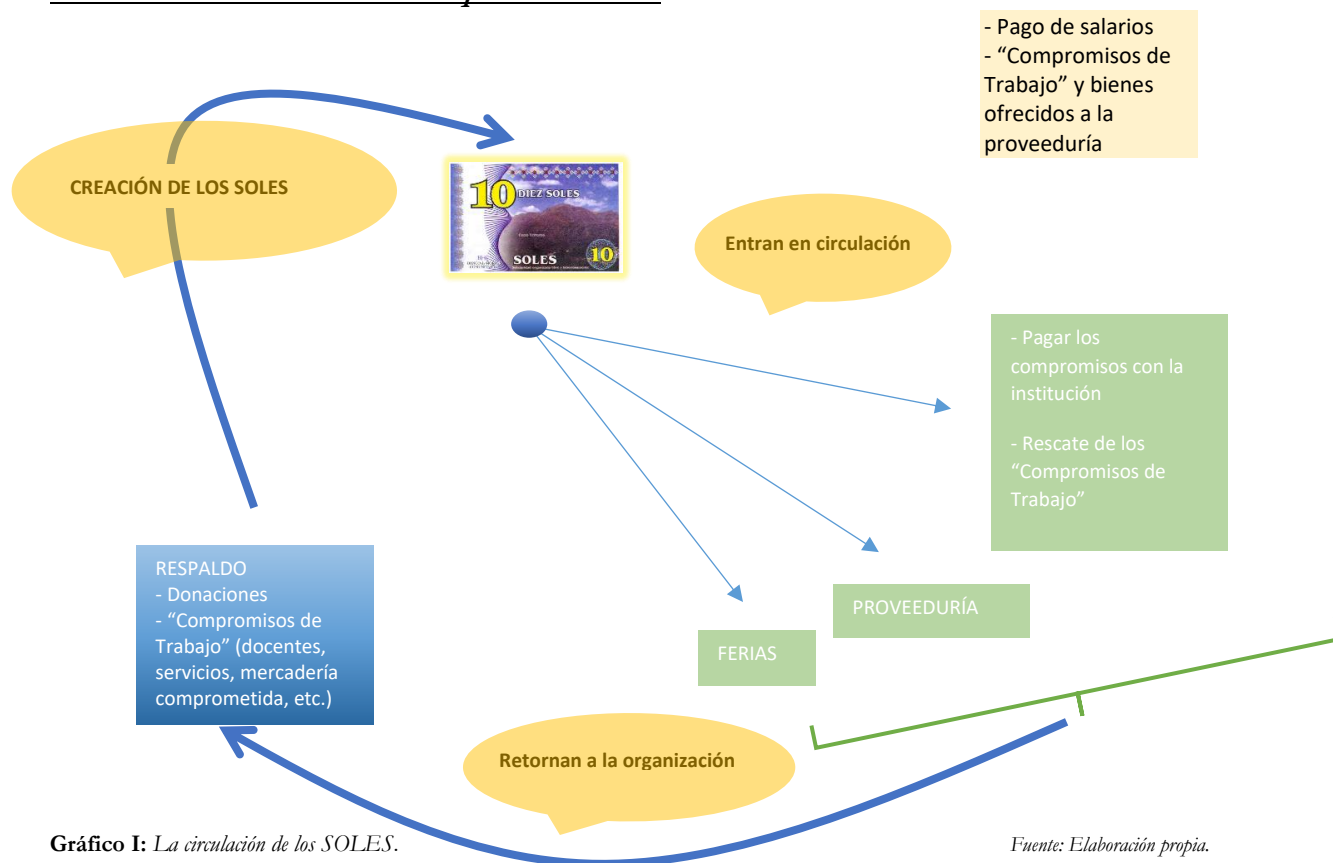 - Pago de salarios
- “Compromisos de
Trabajo” y bienes
ofrecidos a la
proveeduría
CREACIÓN DE LOS SOLES
10
DIEZ SOLES
SOLES
10
Entran en circulación
- Pagar los
compromisos con la
institución
- Rescate de los
“Compromisos de
Trabajo”
RESPALDO
- Donaciones
- “Compromisos de
Trabajo” (docentes,
servicios, mercadería
comprometida, etc.)
PROVEEDURÍA
FERIAS
Retornan a la organización
Gráfico I: La circulación de los SOLES.
Fuente: Elaboración propia.